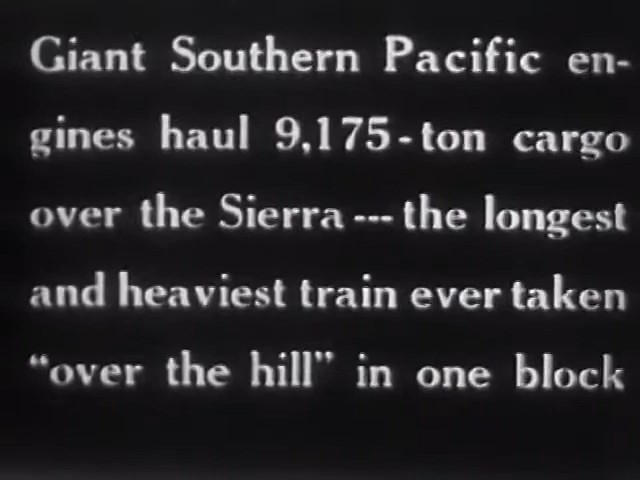 Giant Southern Pacific en-
gines haul 9,175-ton cargo
over the Sierra --- the longest
and heaviest train ever taken
“over the hill” in one block